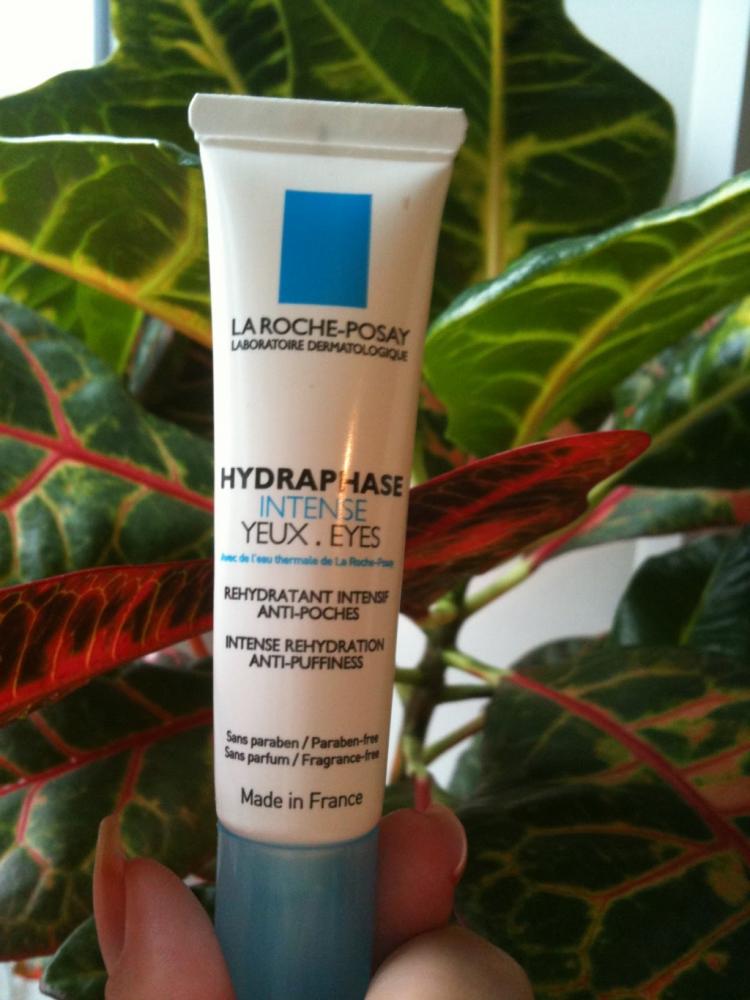 LA ROCHE-POSAY
LABORATOIRE DERMATOLOGIQUE
HYDRAPHASE
INTENSE
YEUX . EYES
Avec de l'eau thermale de La Roche-Posay
REHYDRATANT INTENSIF
ANTI-POCHES
INTENSE REHYDRATION
ANTI-PUFFINESS
Sans paraben / Paraben-free
Sans parfum / Fragrance-free
Made in France